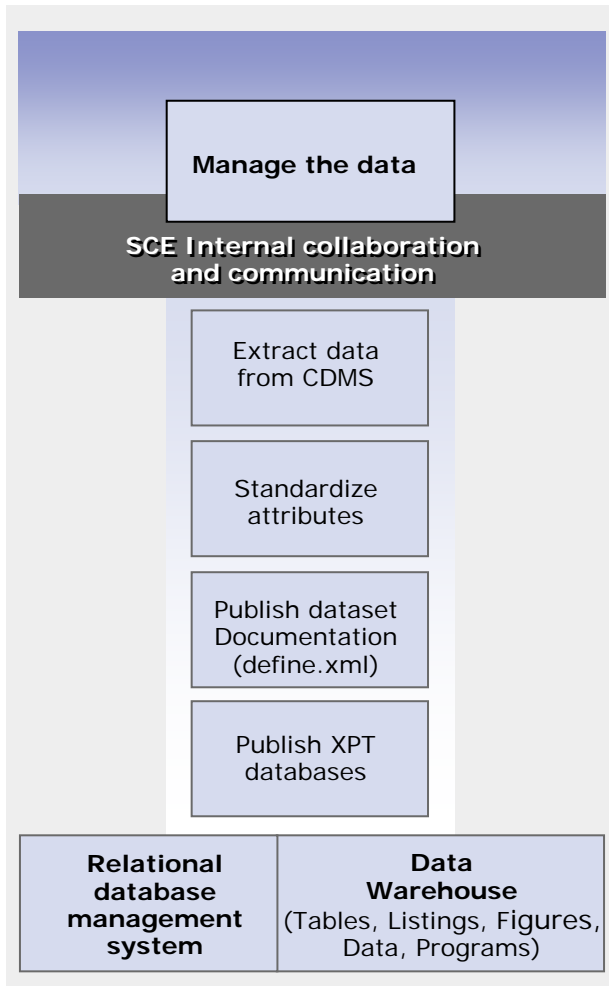 Manage the data
SCE Internal collaboration
and communication
Extract data
from CDMS
Standardize
attributes
Publish dataset
Documentation
(define.xml)
Publish XPT
databases
Relational
database
management
system
Data
Warehouse
(Tables, Listings, Figures,
Data, Programs)